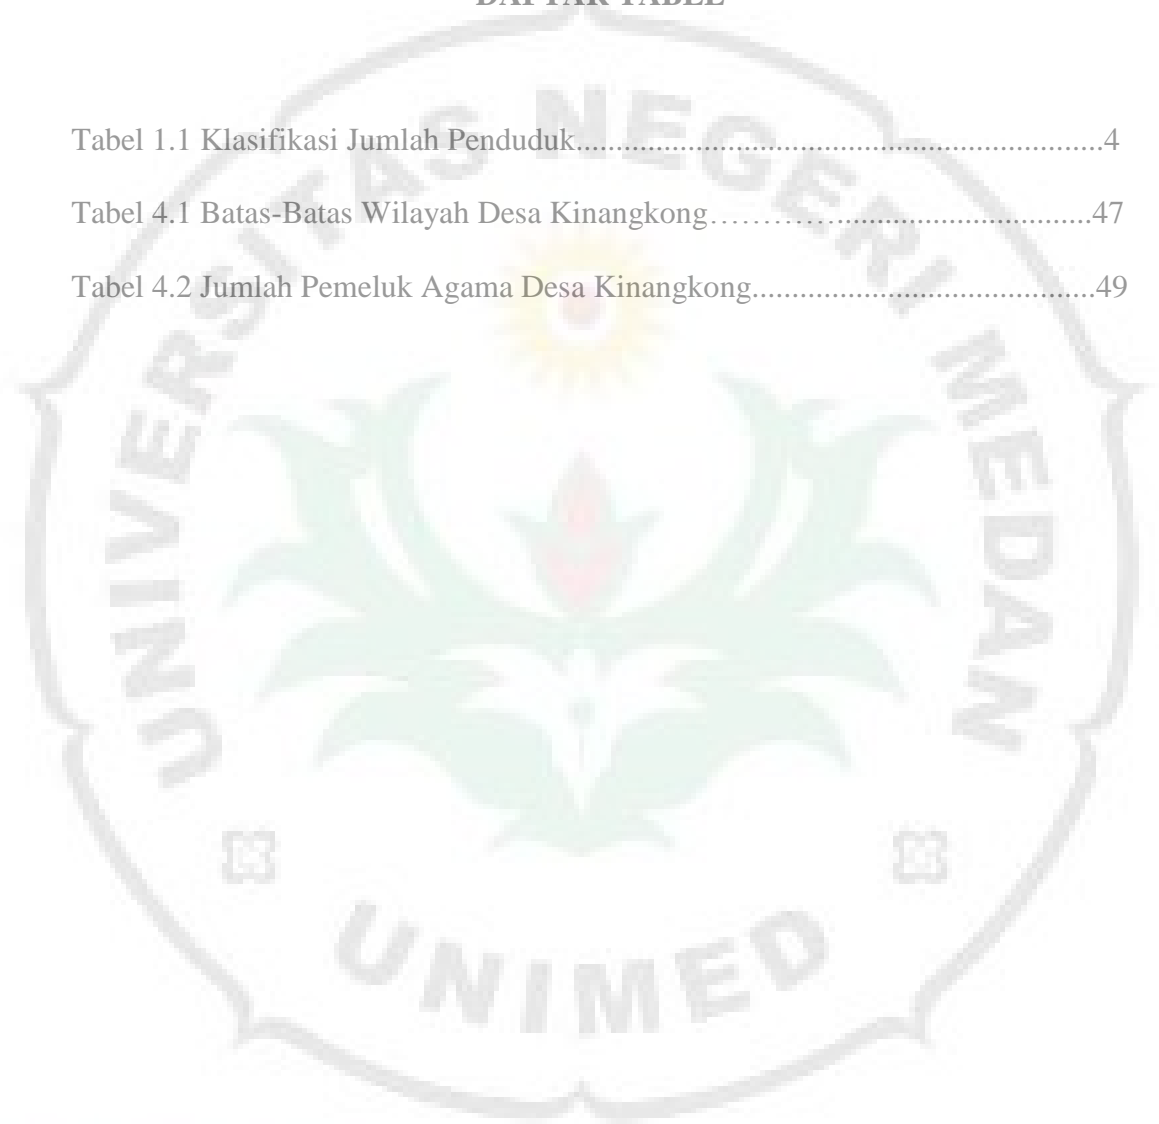 DAFTAR TABEL
Tabel 1.1 Klasifikasi Jumlah Penduduk..................................................................4
Tabel 4.1 Batas-Batas Wilayah Desa Kinangkong…………..................................47
Tabel 4.2 Jumlah Pemeluk Agama Desa Kinangkong...........................................49
UNIVERSITAS NEGERI MEDAN
UNIMED